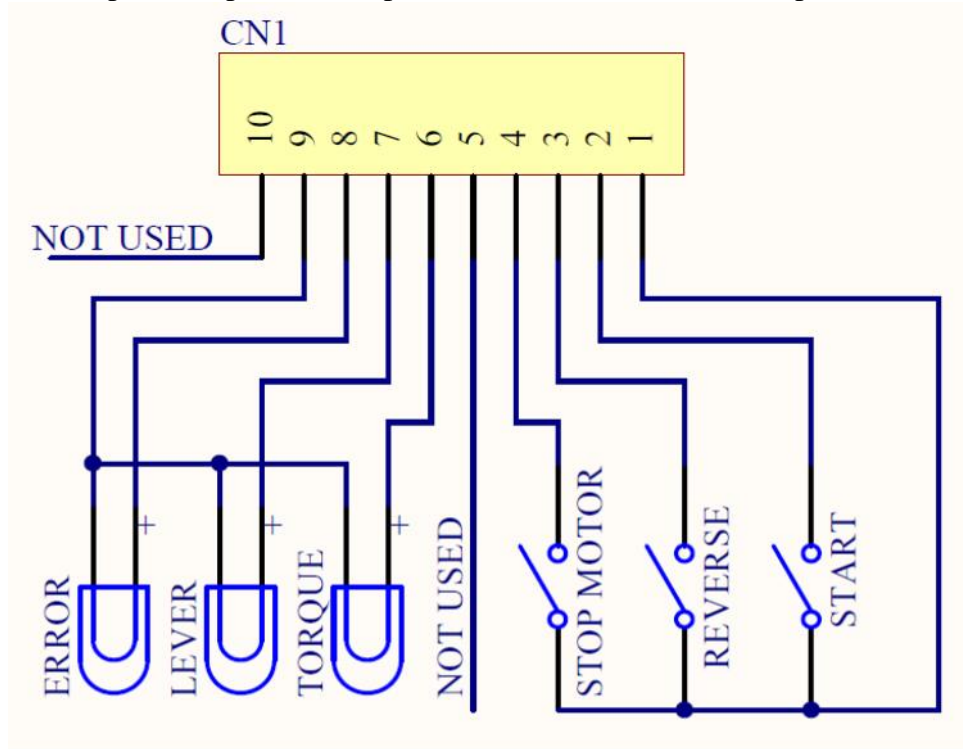 CN1
10 9 8 7 6 5 4 3 2 1
NOT USED
+ + +
ERROR
LEVER
TORQUE
NOT USED
STOP MOTOR
REVERSE
START